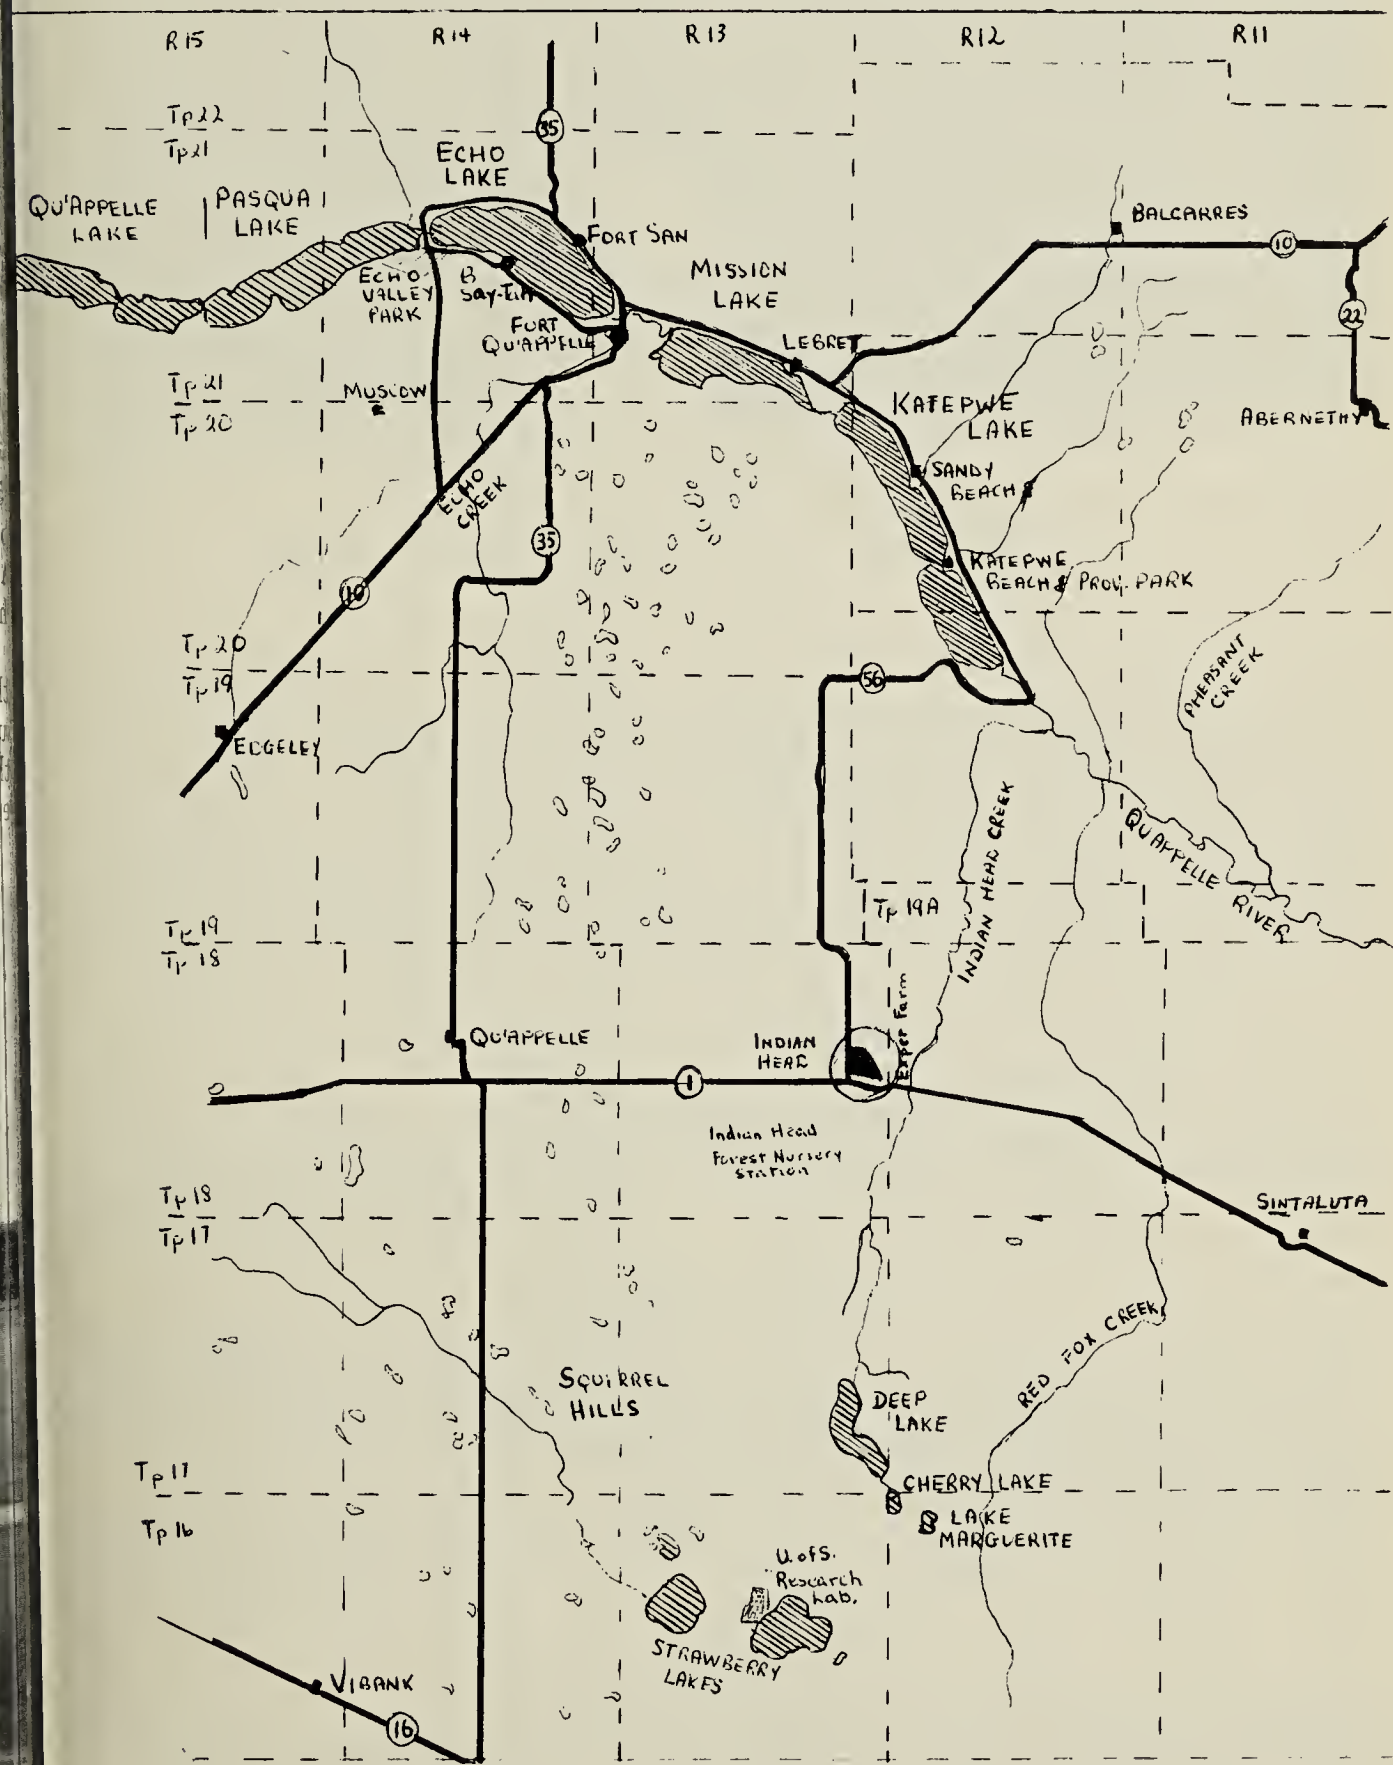 R15 R14 R13 R12 R11
Tp 22
Tp 21
35
ECHO
LAKE
QU'APPELLE
LAKE
PASQUA
LAKE
FORT SAN
BALCARRES
10
MISSION
LAKE
ECHO
VALLEY
PARK
B
SAY-TAH
FORT
QU'APPELLE
LEBRET
22
Tp 21
Tp 20
MUSCOW
KATEPWE
LAKE
ABERNETHY
SANDY
BEACH
ECHO
CREEK
35
KATEPWE
BEACH & PROV. PARK
10
Tp 20
Tp 19
56
PHEASANT
CREEK
EDGELEY
INDIAN HEAD CREEK
QU'APPELLE
RIVER
Tp 19A
Tp 19
Tp 18
Exper Farm
QU'APPELLE
INDIAN
HEAD
1
Indian Head
Forest Nursery
Station
Tp 18
Tp 17
SINTALUTA
RED FOX CREEK
SQUIRREL
HILLS
DEEP
LAKE
Tp 17
Tp 16
CHERRY LAKE
LAKE
MARGUERITE
U. of S.
Research
Lab.
STRAWBERRY
LAKES
VIBANK
16